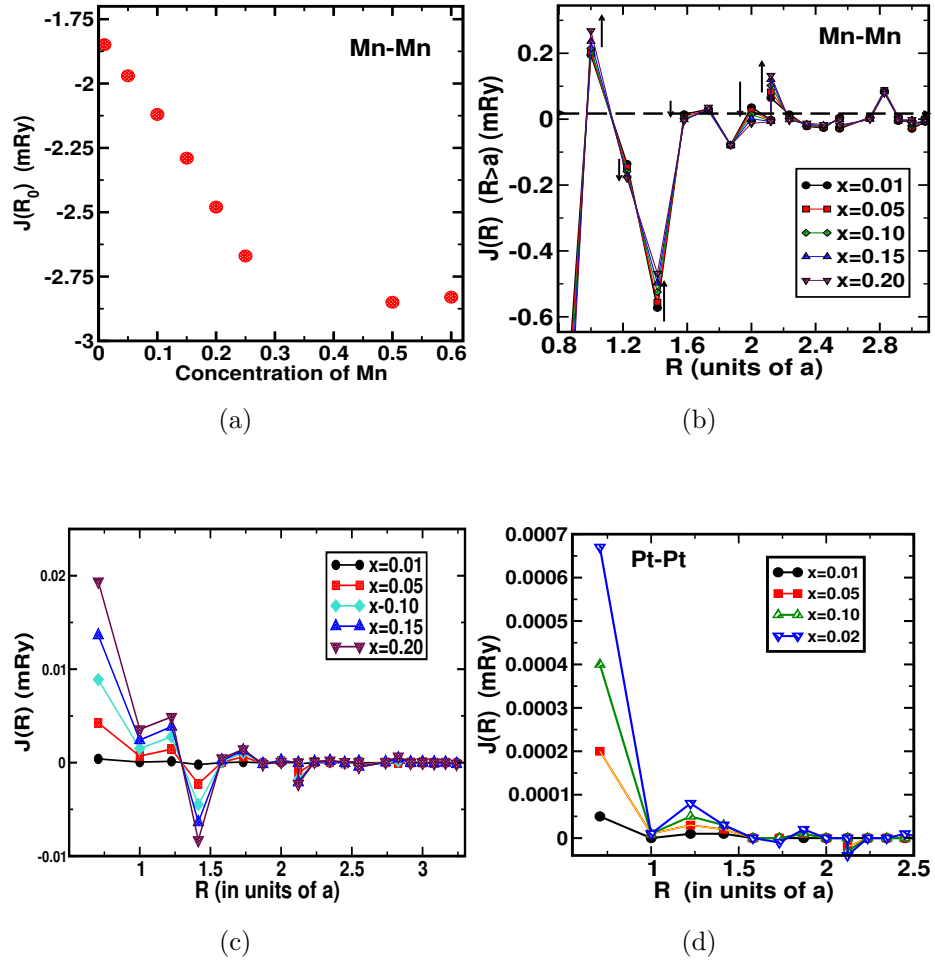 -1.75
-2
-2.25
-2.5
-2.75
-3
J(R0) (mRy)
Mn-Mn
0 0.1 0.2 0.3 0.4 0.5 0.6
Concentration of Mn
(a)
0.2
0
-0.2
-0.4
-0.6
J(R) (R>a) (mRy)
Mn-Mn
x=0.01
x=0.05
x=0.10
x=0.15
x=0.20
0.8 1.2 1.6 2 2.4 2.8
R (units of a)
(b)
0.02
0.01
0
-0.01
J(R) (mRy)
x=0.01
x=0.05
x-0.10
x=0.15
x=0.20
1 1.5 2 2.5 3
R (in units of a)
(c)
0.0007
0.0006
0.0005
0.0004
0.0003
0.0002
0.0001
0
J(R) (mRy)
Pt-Pt
x=0.01
x=0.05
x=0.10
x=0.02
1 1.5 2 2.5
R (in units of a)
(d)